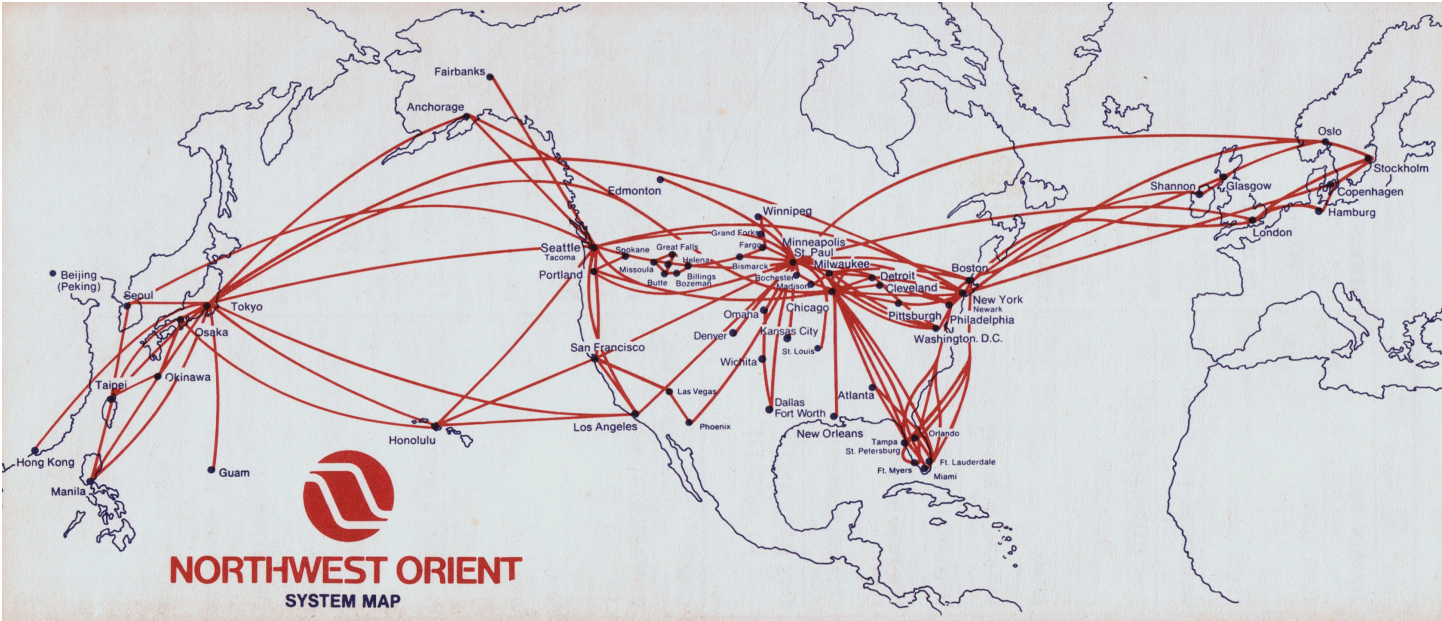 Fairbanks
Anchorage
Edmonton
Winnipeg
Grand Forks
Fargo
Minneapolis
St. Paul
Bismarck
Rochester
Madison
Milwaukee
Detroit
Cleveland
Chicago
Pittsburgh
Boston
New York
Newark
Philadelphia
Washington, D.C.
Oslo
Stockholm
Copenhagen
Hamburg
Shannon
Glasgow
London
Seattle
Tacoma
Portland
Spokane
Great Falls
Helena
Missoula
Billings
Butte
Bozeman
Omaha
Denver
Kansas City
St. Louis
Wichita
San Francisco
Las Vegas
Los Angeles
Phoenix
Dallas
Fort Worth
Atlanta
New Orleans
Tampa
St. Petersburg
Orlando
Ft. Myers
Ft. Lauderdale
Miami
Beijing
(Peking)
Seoul
Tokyo
Osaka
Okinawa
Taipei
Hong Kong
Manila
Guam
Honolulu
NORTHWEST ORIENT
SYSTEM MAP